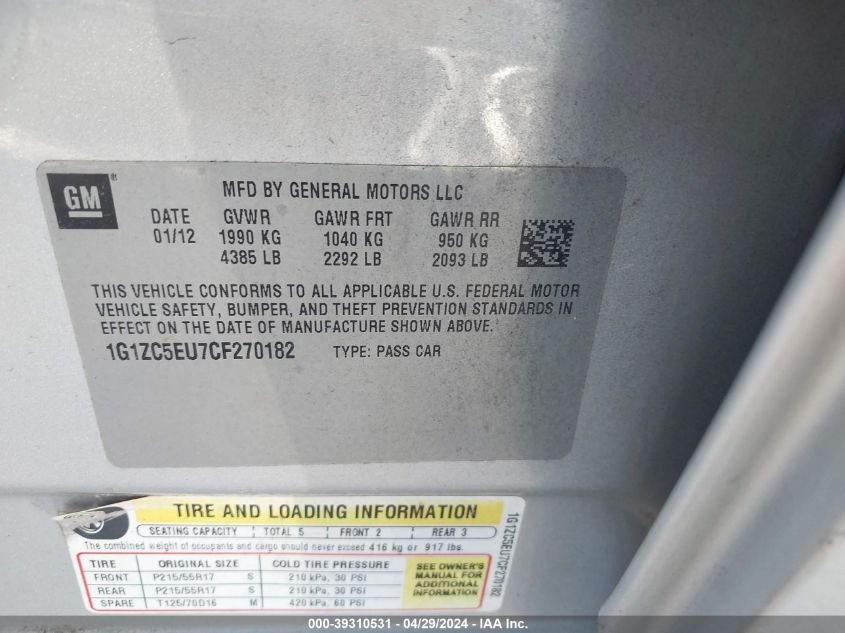 GM ®
MFD BY GENERAL MOTORS LLC
DATE GVWR GAWR FRT GAWR RR
01/12 1990 KG 1040 KG 950 KG
4385 LB 2292 LB 2093 LB
THIS VEHICLE CONFORMS TO ALL APPLICABLE U.S. FEDERAL MOTOR
VEHICLE SAFETY, BUMPER, AND THEFT PREVENTION STANDARDS IN
EFFECT ON THE DATE OF MANUFACTURE SHOWN ABOVE.
1G1ZC5EU7CF270182 TYPE: PASS CAR
TIRE AND LOADING INFORMATION
SEATING CAPACITY TOTAL 5 FRONT 2 REAR 3
The combined weight of occupants and cargo should never exceed 416 kg or 917 lbs.
TIRE ORIGINAL SIZE COLD TIRE PRESSURE
FRONT P215/55R17 S 210 kPa, 30 PSI
REAR P215/55R17 S 210 kPa, 30 PSI
SPARE T125/70D16 M 420 kPa, 60 PSI
SEE OWNER'S
MANUAL FOR
ADDITIONAL
INFORMATION
1G1ZC5EU7CF270182
000-39310531 - 04/29/2024 - IAA, Inc.